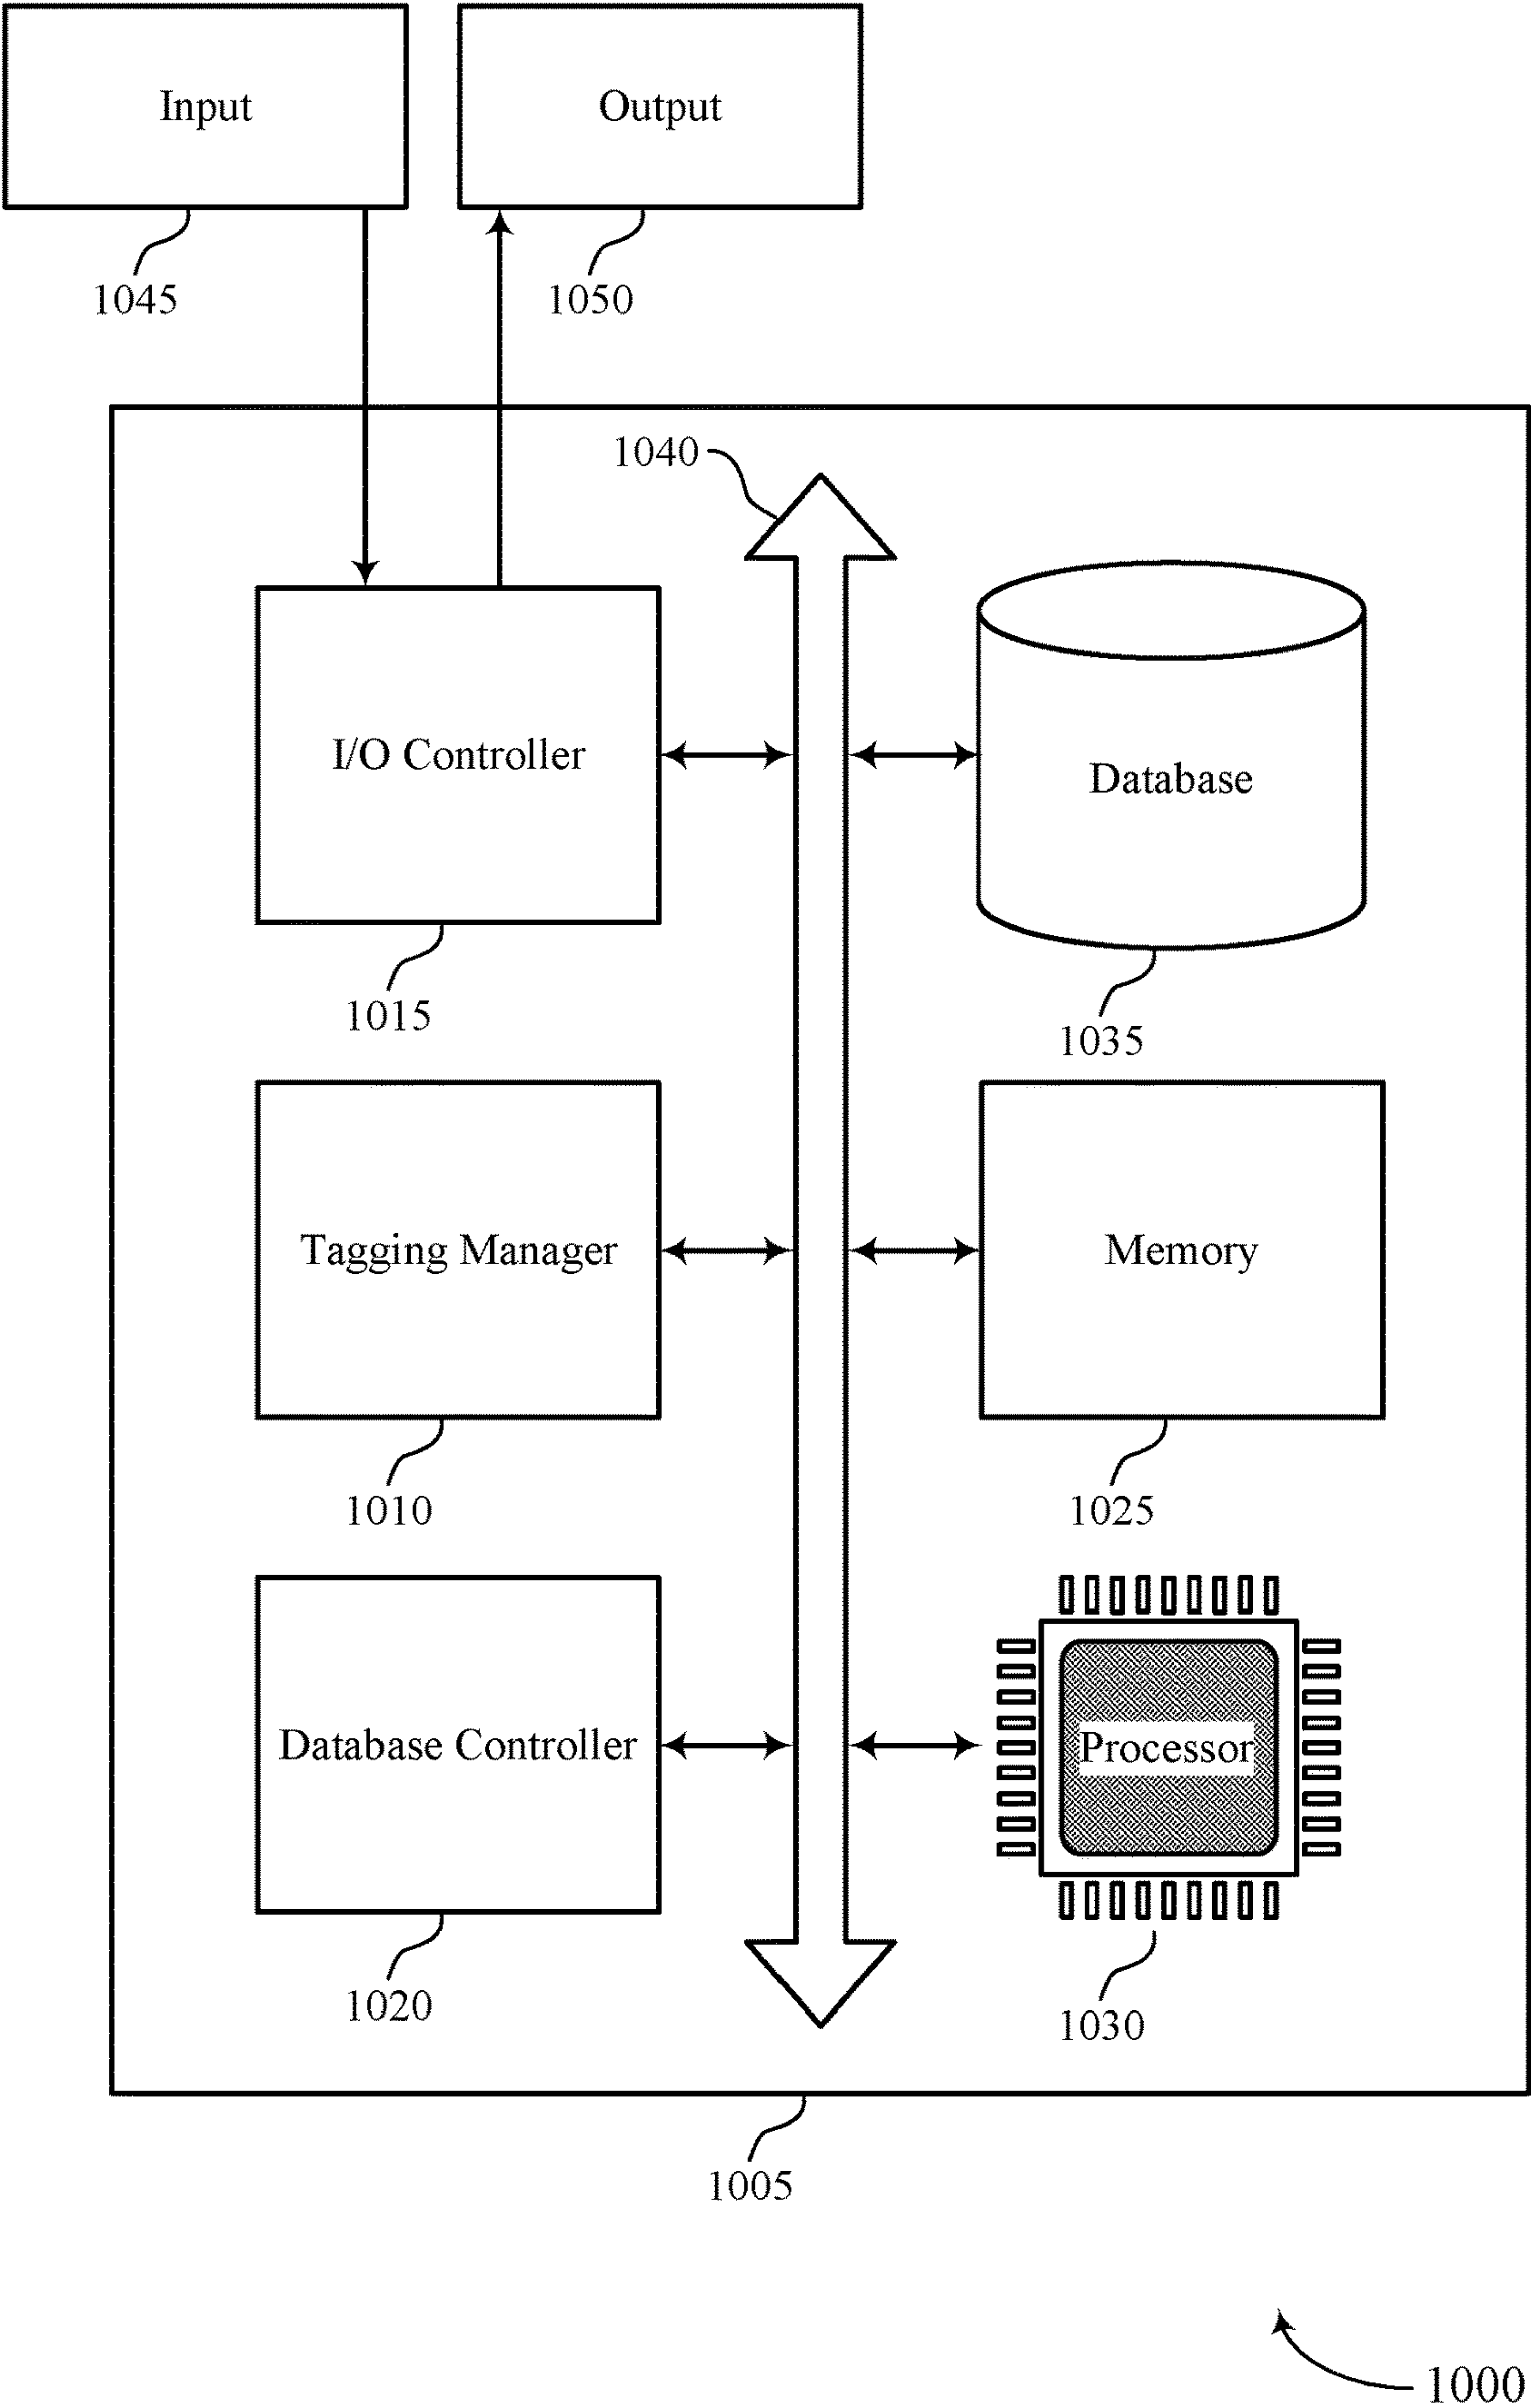 Input
Output
1045
1050
1040
I/O Controller
Database
1015
1035
Tagging Manager
Memory
1010
1025
Database Controller
Processor
1020
1030
1005
1000